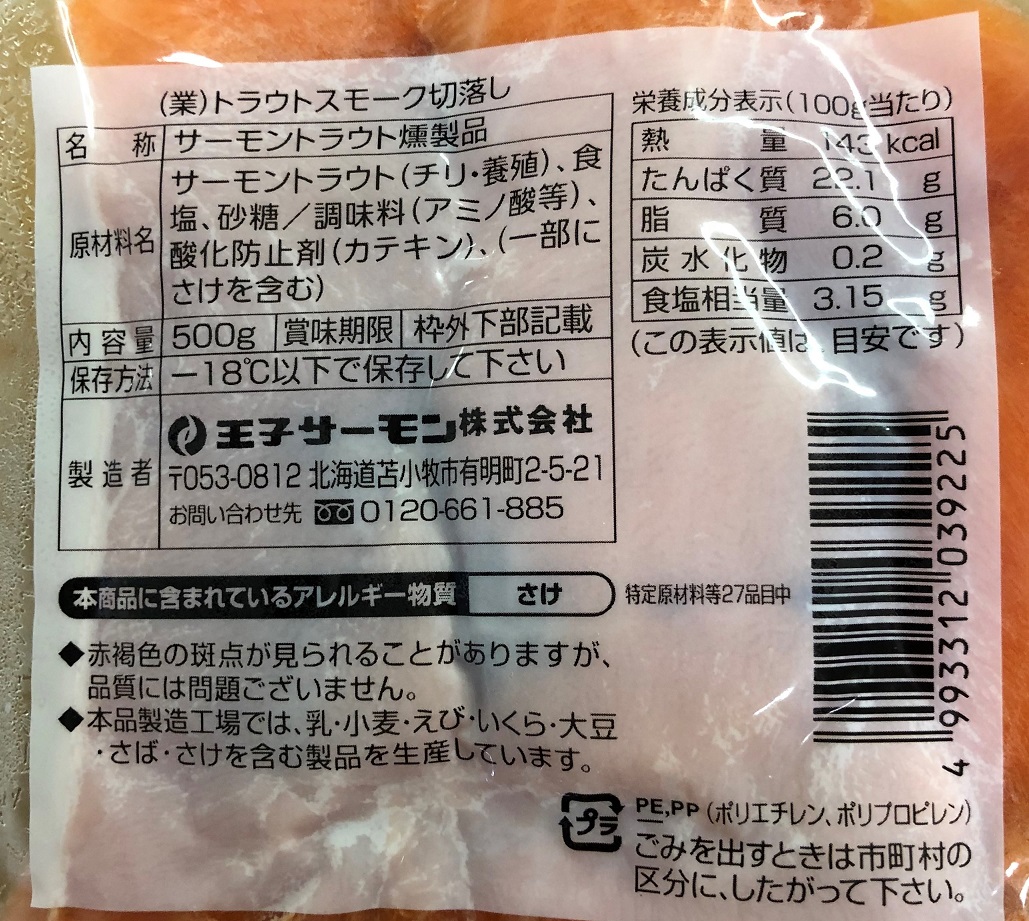 (業)トラウトスモーク切落し
名 称 サーモントラウト燻製品
原材料名 サーモントラウト(チリ・養殖)、食
塩、砂糖／調味料(アミノ酸等)、
酸化防止剤(カテキン)、(一部に
さけを含む)
内容量 500g 賞味期限 枠外下部記載
保存方法 －18℃以下で保存して下さい
製造者 王子サーモン株式会社
〒053-0812 北海道苫小牧市有明町2-5-21
お問い合わせ先 0120-661-885
栄養成分表示(100g当たり)
熱 量 143 kcal
たんぱく質 22.1 g
脂 質 6.0 g
炭水化物 0.2 g
食塩相当量 3.15 g
(この表示値は、目安です)
本商品に含まれているアレルギー物質 さけ 特定原材料等27品目中
◆赤褐色の斑点が見られることがありますが、
品質には問題ございません。
◆本品製造工場では、乳・小麦・えび・いくら・大豆
・さば・さけを含む製品を生産しています。
4 993312 039225
プラ PE,PP (ポリエチレン、ポリプロピレン)
ごみを出すときは市町村の
区分に、したがって下さい。